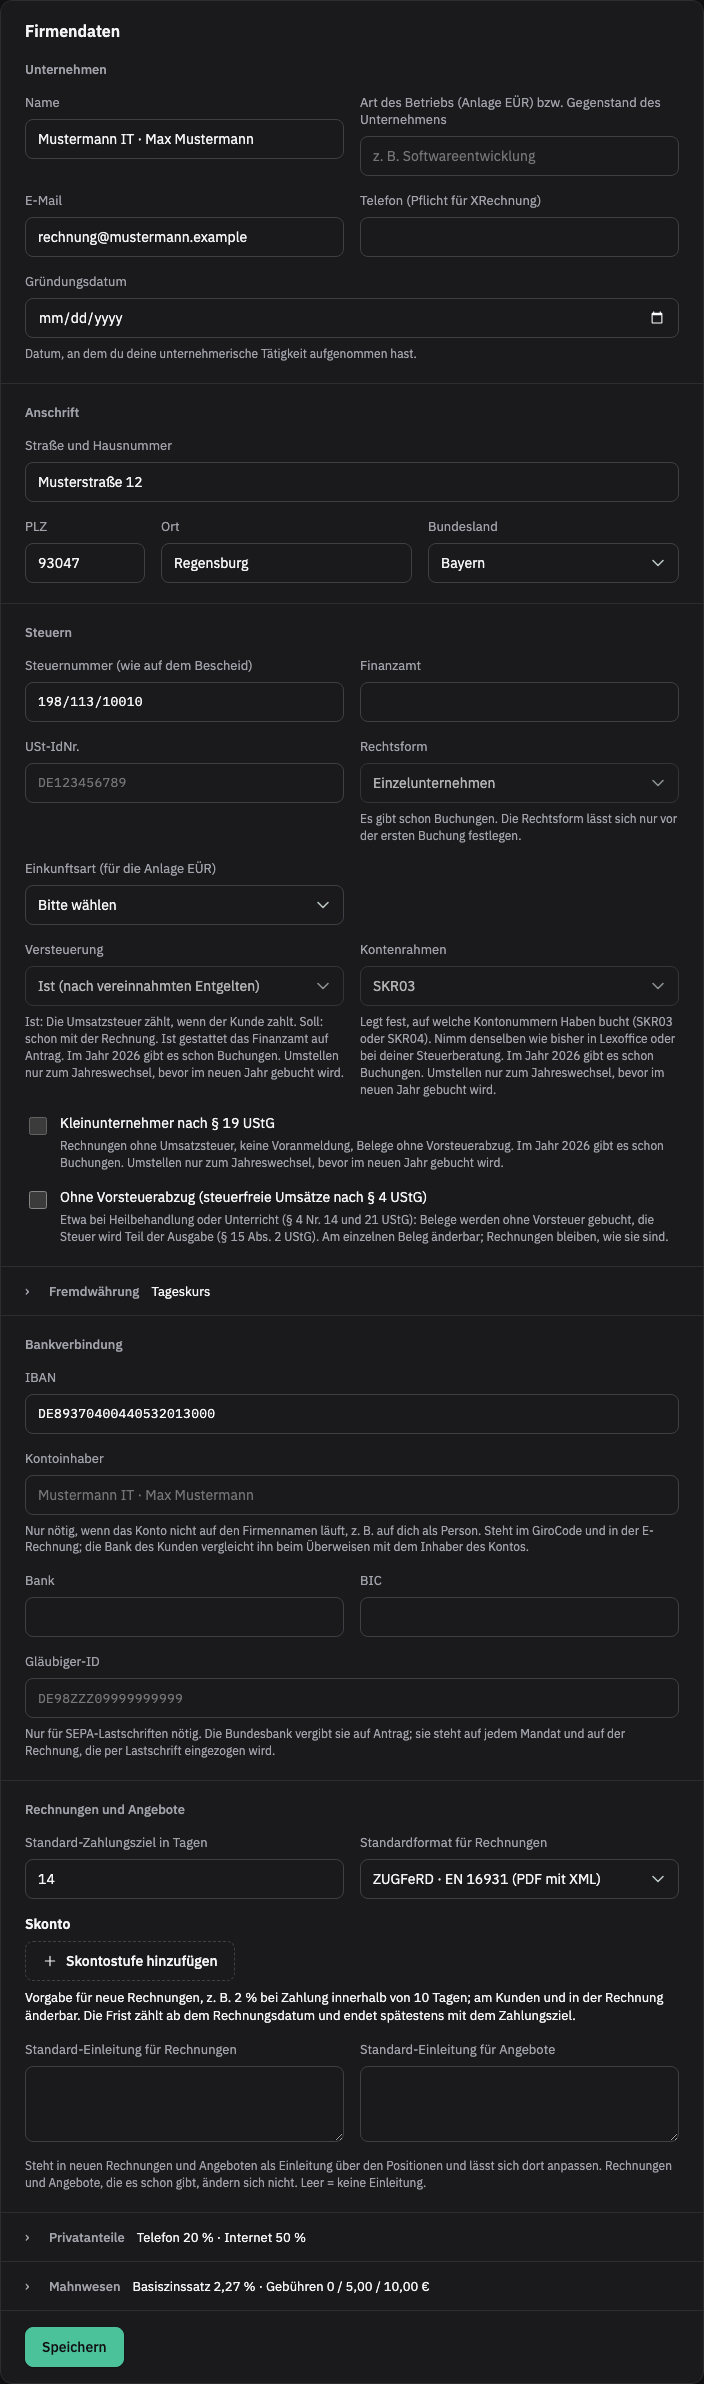 Firmendaten
Unternehmen
Name
Mustermann IT · Max Mustermann
Art des Betriebs (Anlage EÜR) bzw. Gegenstand des
Unternehmens
z. B. Softwareentwicklung
E-Mail
rechnung@mustermann.example
Telefon (Pflicht für XRechnung)
Gründungsdatum
mm/dd/yyyy
Datum, an dem du deine unternehmerische Tätigkeit aufgenommen hast.
Anschrift
Straße und Hausnummer
Musterstraße 12
PLZ
93047
Ort
Regensburg
Bundesland
Bayern
Steuern
Steuernummer (wie auf dem Bescheid)
198/113/10010
Finanzamt
USt-IdNr.
DE123456789
Rechtsform
Einzelunternehmen
Es gibt schon Buchungen. Die Rechtsform lässt sich nur vor
der ersten Buchung festlegen.
Einkunftsart (für die Anlage EÜR)
Bitte wählen
Versteuerung
Ist (nach vereinnahmten Entgelten)
Ist: Die Umsatzsteuer zählt, wenn der Kunde zahlt. Soll:
schon mit der Rechnung. Ist gestattet das Finanzamt auf
Antrag. Im Jahr 2026 gibt es schon Buchungen. Umstellen
nur zum Jahreswechsel, bevor im neuen Jahr gebucht wird.
Kontenrahmen
SKR03
Legt fest, auf welche Kontonummern Haben bucht (SKR03
oder SKR04). Nimm denselben wie bisher in Lexoffice oder
bei deiner Steuerberatung. Im Jahr 2026 gibt es schon
Buchungen. Umstellen nur zum Jahreswechsel, bevor im
neuen Jahr gebucht wird.
Kleinunternehmer nach § 19 UStG
Rechnungen ohne Umsatzsteuer, keine Voranmeldung, Belege ohne Vorsteuerabzug. Im Jahr 2026 gibt es schon
Buchungen. Umstellen nur zum Jahreswechsel, bevor im neuen Jahr gebucht wird.
Ohne Vorsteuerabzug (steuerfreie Umsätze nach § 4 UStG)
Etwa bei Heilbehandlung oder Unterricht (§ 4 Nr. 14 und 21 UStG): Belege werden ohne Vorsteuer gebucht, die
Steuer wird Teil der Ausgabe (§ 15 Abs. 2 UStG). Am einzelnen Beleg änderbar; Rechnungen bleiben, wie sie sind.
Fremdwährung Tageskurs
Bankverbindung
IBAN
DE89370400440532013000
Kontoinhaber
Mustermann IT · Max Mustermann
Nur nötig, wenn das Konto nicht auf den Firmennamen läuft, z. B. auf dich als Person. Steht im GiroCode und in der E-
Rechnung; die Bank des Kunden vergleicht ihn beim Überweisen mit dem Inhaber des Kontos.
Bank
BIC
Gläubiger-ID
DE98ZZZ09999999999
Nur für SEPA-Lastschriften nötig. Die Bundesbank vergibt sie auf Antrag; sie steht auf jedem Mandat und auf der
Rechnung, die per Lastschrift eingezogen wird.
Rechnungen und Angebote
Standard-Zahlungsziel in Tagen
14
Standardformat für Rechnungen
ZUGFeRD · EN 16931 (PDF mit XML)
Skonto
+ Skontostufe hinzufügen
Vorgabe für neue Rechnungen, z. B. 2 % bei Zahlung innerhalb von 10 Tagen; am Kunden und in der Rechnung
änderbar. Die Frist zählt ab dem Rechnungsdatum und endet spätestens mit dem Zahlungsziel.
Standard-Einleitung für Rechnungen
Standard-Einleitung für Angebote
Steht in neuen Rechnungen und Angeboten als Einleitung über den Positionen und lässt sich dort anpassen. Rechnungen
und Angebote, die es schon gibt, ändern sich nicht. Leer = keine Einleitung.
Privatanteile Telefon 20 % · Internet 50 %
Mahnwesen Basiszinssatz 2,27 % · Gebühren 0 / 5,00 / 10,00 €
Speichern